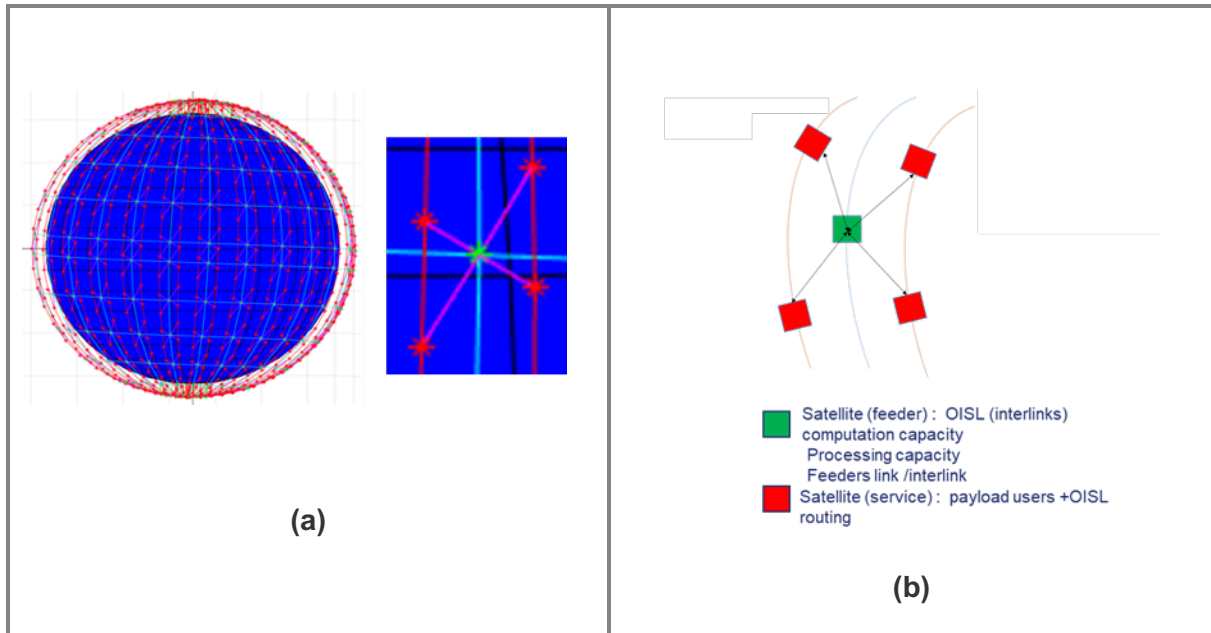 (a)
Satellite (feeder) : OISL (interlinks)
computation capacity
Processing capacity
Feeders link /interlink
Satellite (service) : payload users +OISL
routing
(b)